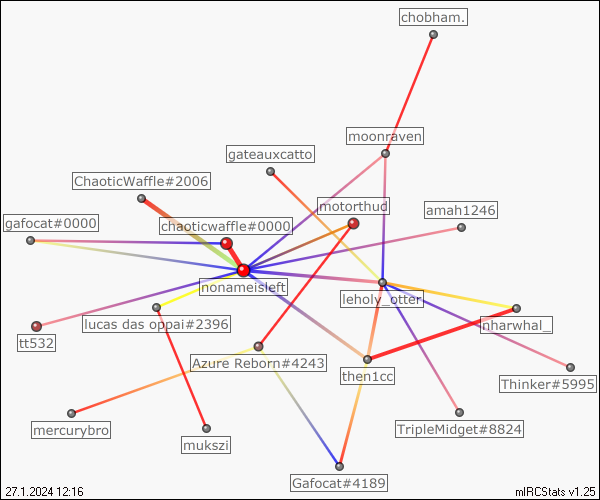 chobham.
moonraven
gateauxcatto
ChaoticWaffle#2006
motorthud
amah1246
gafocat#0000
chaoticwaffle#0000
nonameisleft
leholy_otter
lucas das oppai#2396
nharwhal_
tt532
Azure Reborn#4243
then1cc
Thinker#5995
mercurybro
TripleMidget#8824
mukszi
Gafocat#4189
27.1.2024 12:16
mIRCStats v1.25